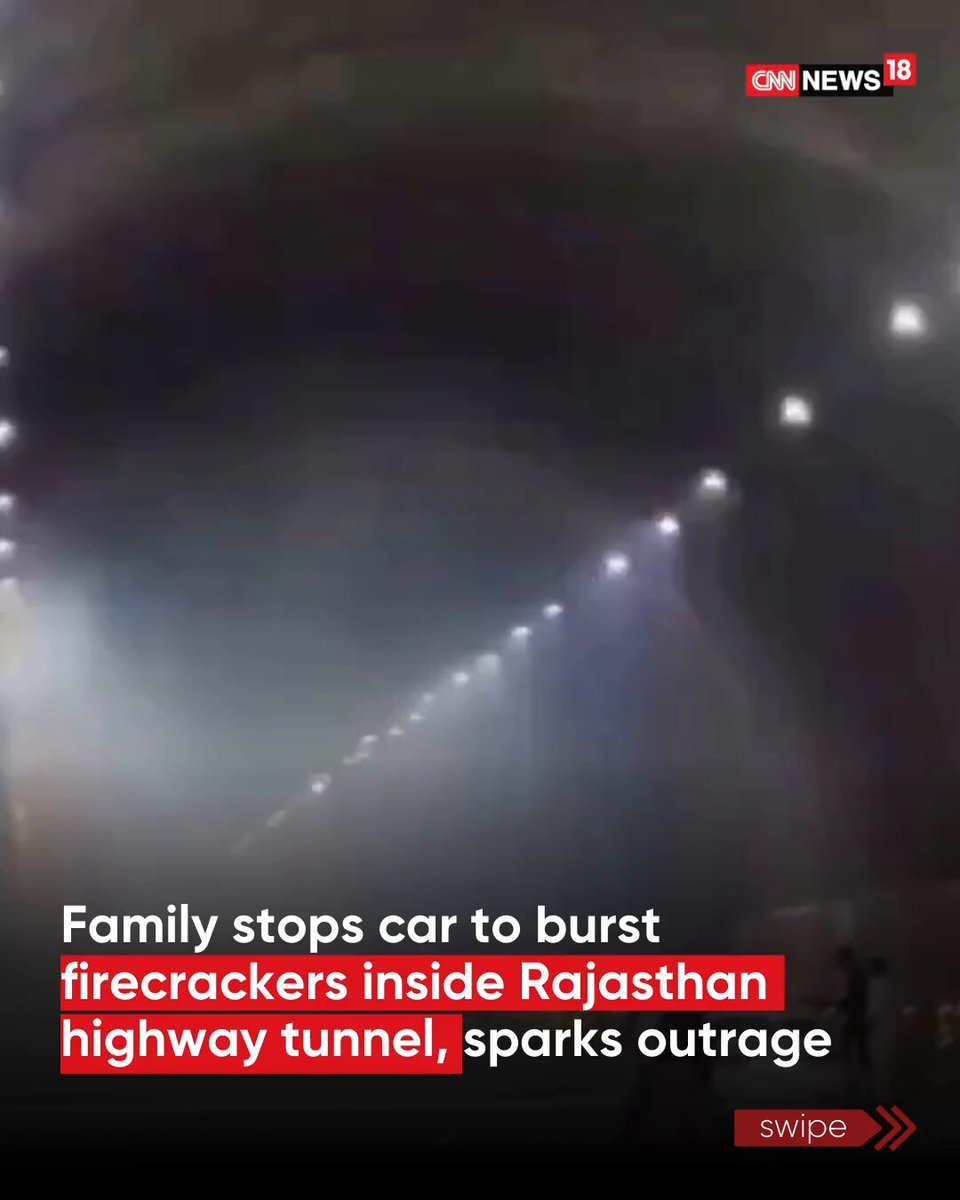 CNN NEWS 18
Family stops car to burst
firecrackers inside Rajasthan
highway tunnel, sparks outrage
swipe